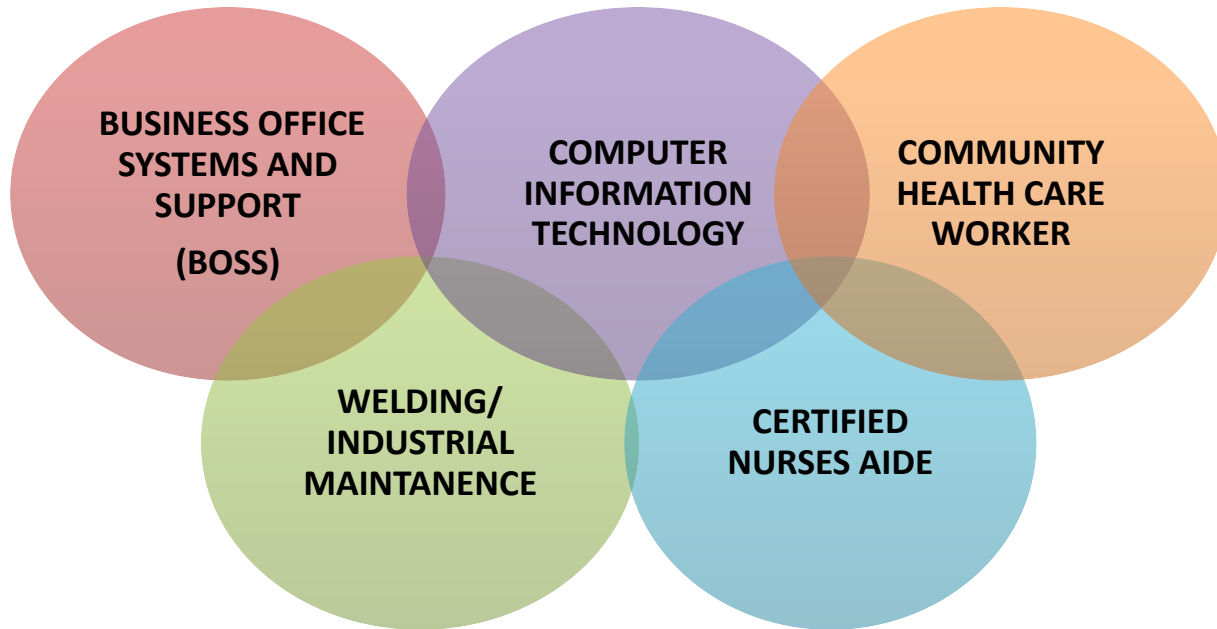 BUSINESS OFFICE
SYSTEMS AND
SUPPORT
(BOSS)
COMPUTER
INFORMATION
TECHNOLOGY
COMMUNITY
HEALTH CARE
WORKER
WELDING/
INDUSTRIAL
MAINTANENCE
CERTIFIED
NURSES AIDE